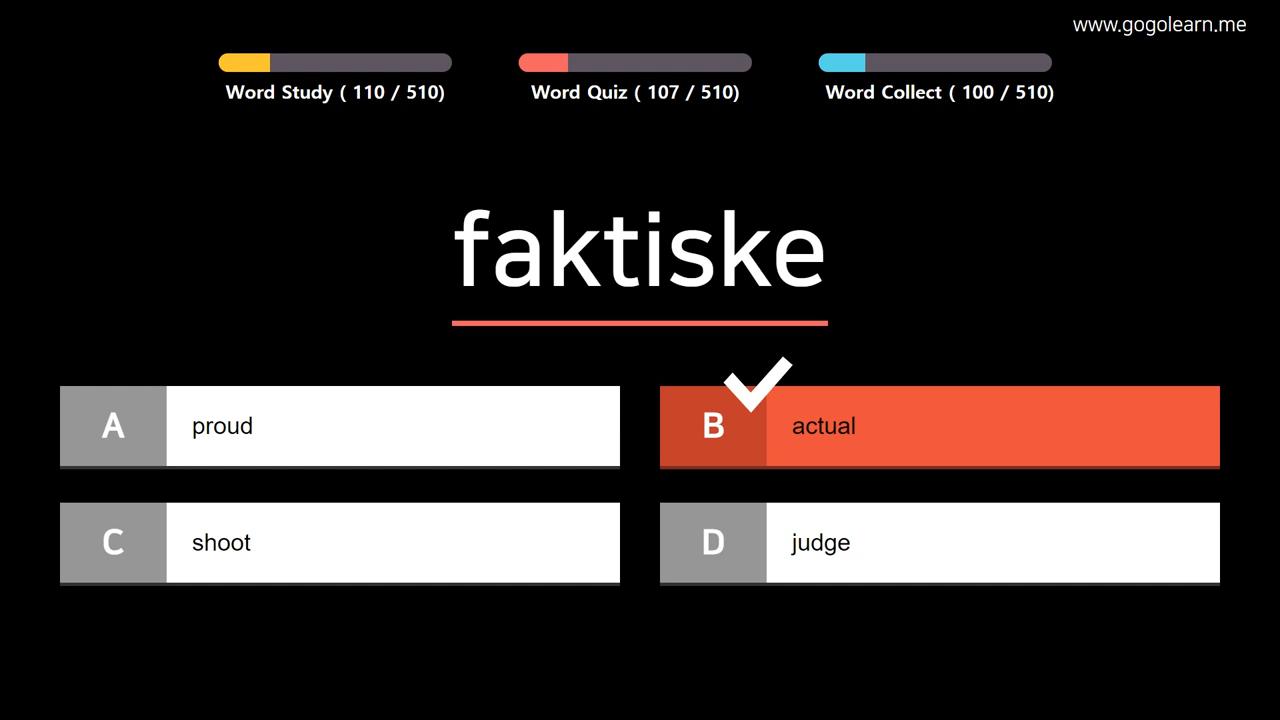 www.gogolearn.me
Word Study ( 110 / 510)
Word Quiz ( 107 / 510)
Word Collect ( 100 / 510)
faktiske
A proud
B actual
C shoot
D judge